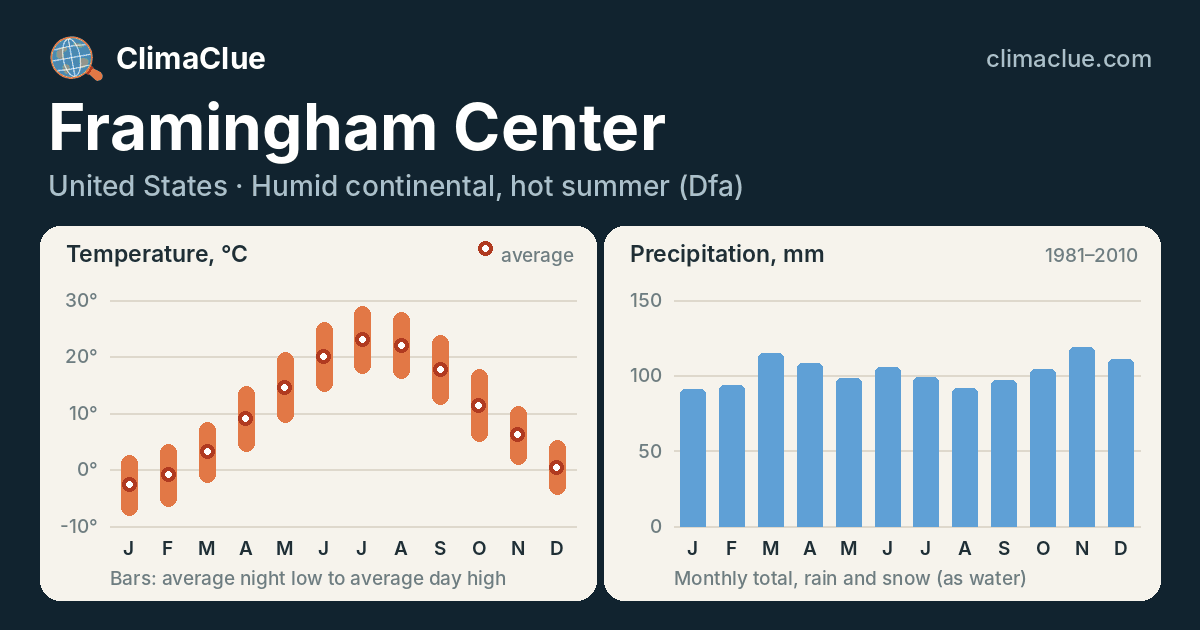 ClimaClue
climaclue.com
Framingham Center
United States · Humid continental, hot summer (Dfa)
Temperature, °C
average
30°
20°
10°
0°
-10°
J F M A M J J A S O N D
Bars: average night low to average day high
Precipitation, mm
1981–2010
150
100
50
0
J F M A M J J A S O N D
Monthly total, rain and snow (as water)